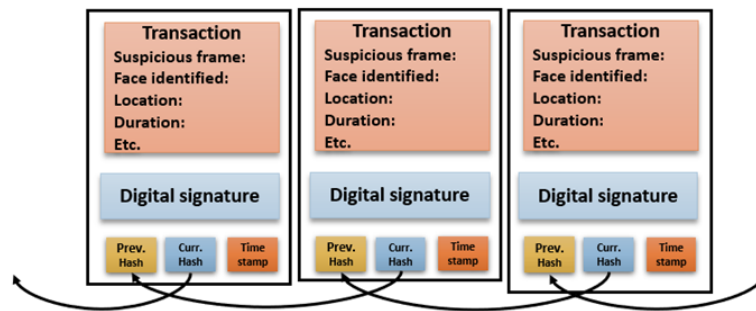 Transaction
Suspicious frame:
Face identified:
Location:
Duration:
Etc.
Digital signature
Prev.
Hash
Curr.
Hash
Time
stamp
Transaction
Suspicious frame:
Face identified:
Location:
Duration:
Etc.
Digital signature
Prev.
Hash
Curr.
Hash
Time
stamp
Transaction
Suspicious frame:
Face identified:
Location:
Duration:
Etc.
Digital signature
Prev.
Hash
Curr.
Hash
Time
stamp